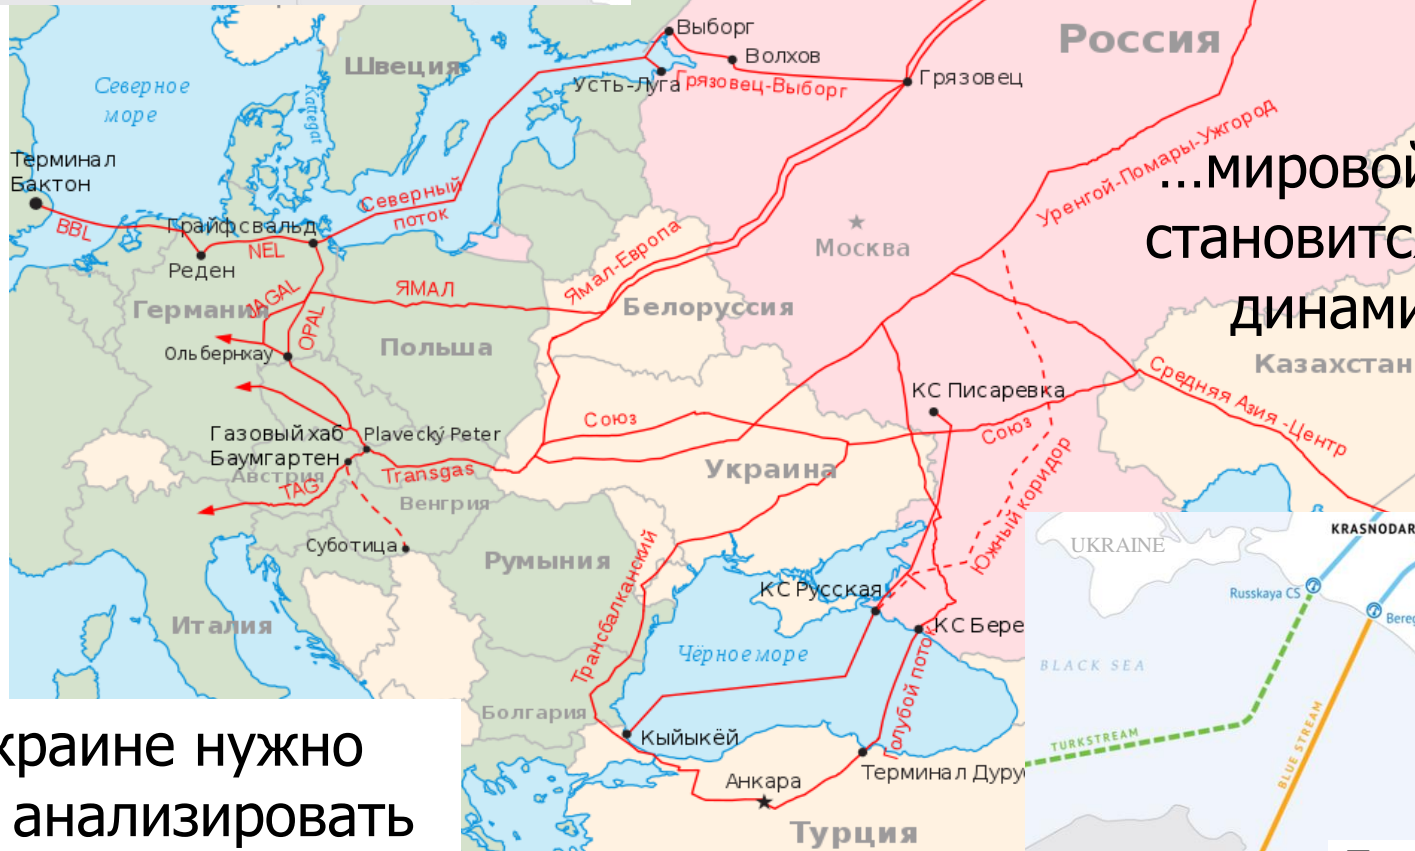 Выборг
Россия
Волхов
Швеция
Грязовец
Усть-Луга
Грязовец-Выборг
Северное
море
Kattegat
Уренгой-Помары-Ужгород
...мировой
Терминал
Бактон
Северный
поток
BBL
Грайфсвальд
NEL
Реден
Москва
становитс
Ямал-Европа
ЯМАЛ
JAGAL
Германия
OPAL
Белоруссия
динами
Польша
Ольбернхау
Казахстан
Средняя Азия -Центр
КС Писаревка
Союз
Союз
Газовый хаб
Баумгартен
Plavecký Peter
Австрия
Transgas
Украина
TAG
Венгрия
Южный коридор
Суботица
Румыния
Трансбалканский
KRASNODAR
UKRAINE
КС Русская
Russkaya CS
Bereg
Италия
КС Бере
Чёрное море
BLACK SEA
Голубой поток
Болгария
TURKSTREAM
BLUE STREAM
Кыйыкёй
краине нужно
Анкара
Терминал Дуру
анализировать
Турция